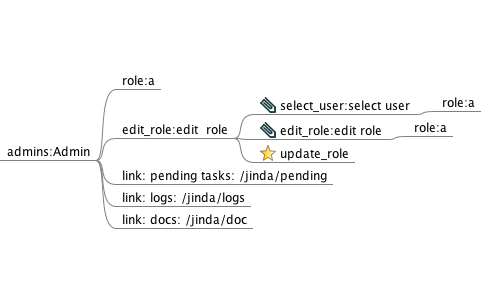 role:a
select_user:select user
role:a
edit_role:edit  role
edit_role:edit role
role:a
admins:Admin
update_role
link: pending tasks: /jinda/pending
link: logs: /jinda/logs
link: docs: /jinda/doc